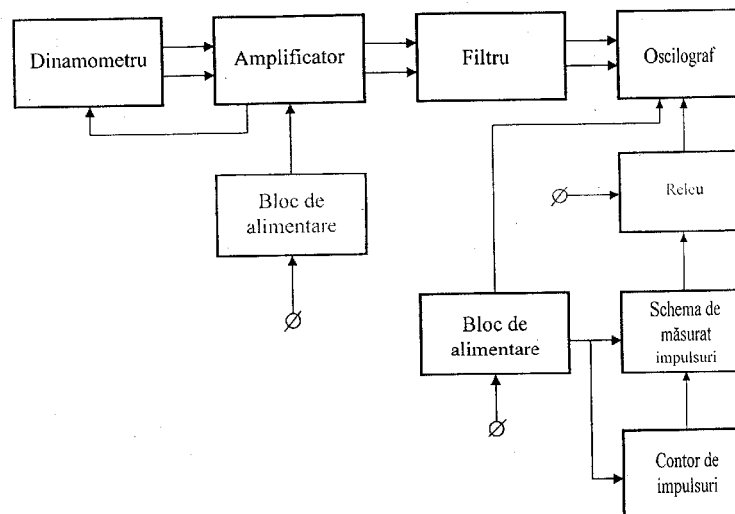 Dinamometru
Amplificator
Filtru
Oscilograf
Bloc de
alimentare
Releu
Bloc de
alimentare
Schema de
măsurat
impulsuri
Contor de
impulsuri